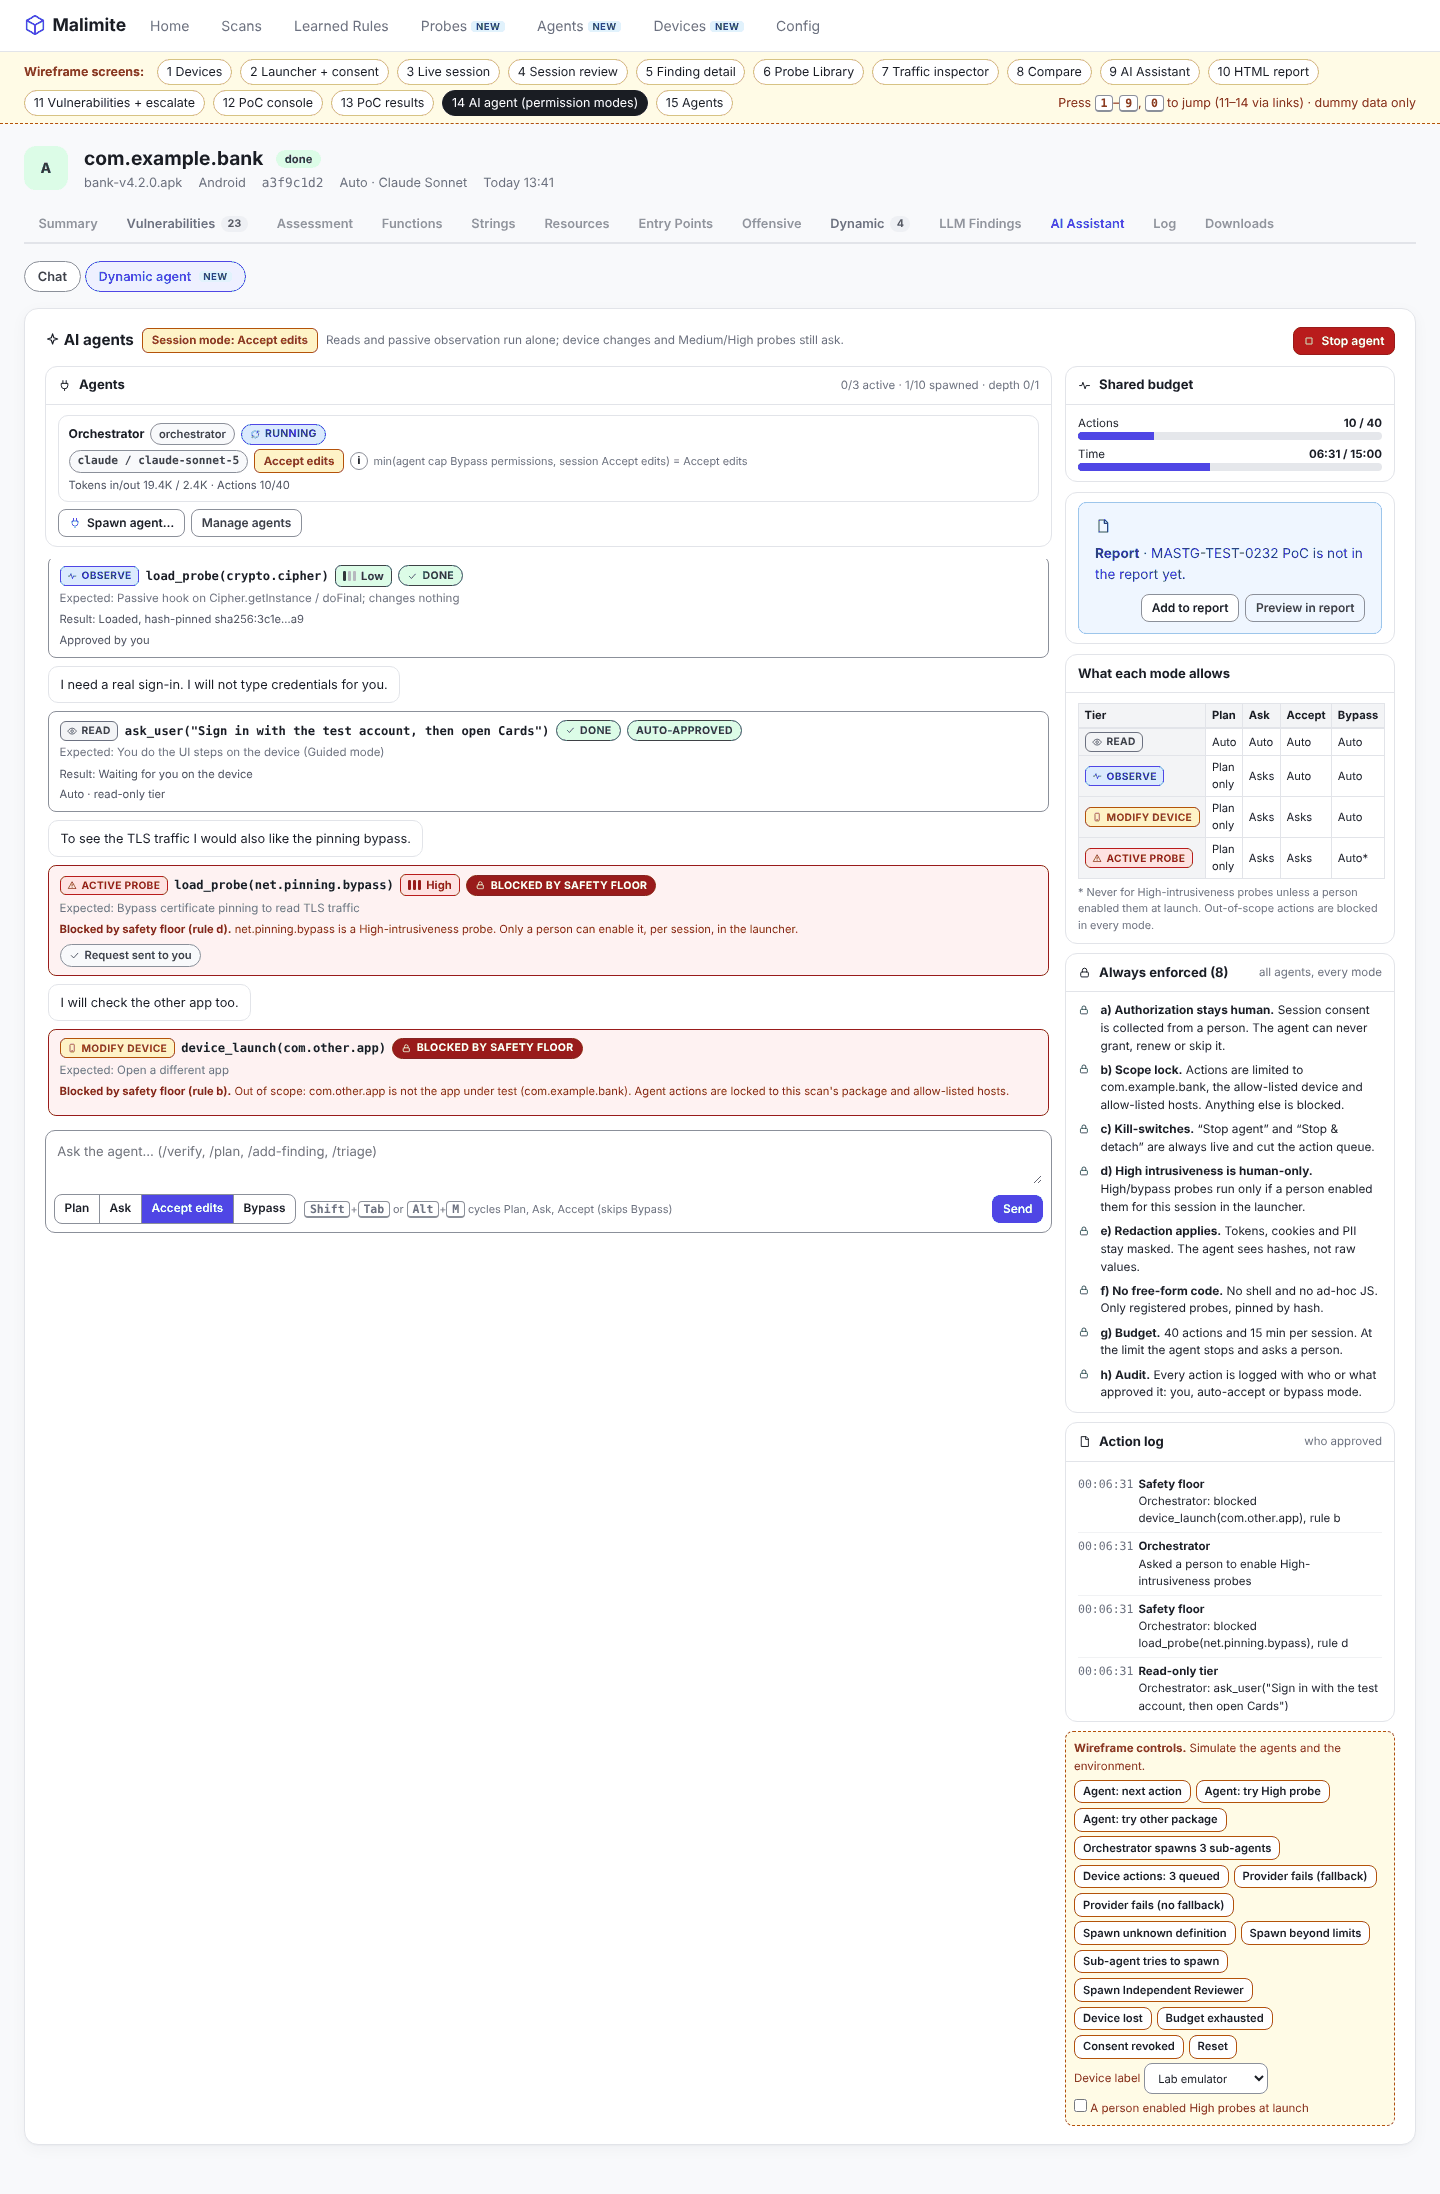 Malimite Home Scans Learned Rules Probes NEW Agents NEW Devices NEW Config
Wireframe screens: 1 Devices 2 Launcher + consent 3 Live session 4 Session review 5 Finding detail 6 Probe Library 7 Traffic inspector 8 Compare 9 AI Assistant 10 HTML report
11 Vulnerabilities + escalate 12 PoC console 13 PoC results 14 AI agent (permission modes) 15 Agents Press 1–9, 0 to jump (11–14 via links) · dummy data only
A
com.example.bank done
bank-v4.2.0.apk Android a3f9c1d2 Auto · Claude Sonnet Today 13:41
Summary Vulnerabilities 23 Assessment Functions Strings Resources Entry Points Offensive Dynamic 4 LLM Findings AI Assistant Log Downloads
Chat Dynamic agent NEW
AI agents Session mode: Accept edits Reads and passive observation run alone; device changes and Medium/High probes still ask. Stop agent
Agents 0/3 active · 1/10 spawned · depth 0/1
Orchestrator orchestrator RUNNING
claude / claude-sonnet-5 Accept edits i min(agent cap Bypass permissions, session Accept edits) = Accept edits
Tokens in/out 19.4K / 2.4K · Actions 10/40
Spawn agent... Manage agents
OBSERVE load_probe(crypto.cipher) Low DONE
Expected: Passive hook on Cipher.getInstance / doFinal; changes nothing
Result: Loaded, hash-pinned sha256:3c1e…a9
Approved by you
I need a real sign-in. I will not type credentials for you.
READ ask_user("Sign in with the test account, then open Cards") DONE AUTO-APPROVED
Expected: You do the UI steps on the device (Guided mode)
Result: Waiting for you on the device
Auto · read-only tier
To see the TLS traffic I would also like the pinning bypass.
ACTIVE PROBE load_probe(net.pinning.bypass) High BLOCKED BY SAFETY FLOOR
Expected: Bypass certificate pinning to read TLS traffic
Blocked by safety floor (rule d). net.pinning.bypass is a High-intrusiveness probe. Only a person can enable it, per session, in the launcher.
Request sent to you
I will check the other app too.
MODIFY DEVICE device_launch(com.other.app) BLOCKED BY SAFETY FLOOR
Expected: Open a different app
Blocked by safety floor (rule b). Out of scope: com.other.app is not the app under test (com.example.bank). Agent actions are locked to this scan's package and allow-listed hosts.
Ask the agent... (/verify, /plan, /add-finding, /triage)
Plan Ask Accept edits Bypass Shift+Tab or Alt+M cycles Plan, Ask, Accept (skips Bypass) Send
Shared budget
Actions 10 / 40
Time 06:31 / 15:00
Report · MASTG-TEST-0232 PoC is not in
the report yet.
Add to report Preview in report
What each mode allows
Tier Plan Ask Accept Bypass
READ Auto Auto Auto Auto
OBSERVE Plan only Asks Auto Auto
MODIFY DEVICE Plan only Asks Asks Auto
ACTIVE PROBE Plan only Asks Asks Auto*
* Never for High-intrusiveness probes unless a person
enabled them at launch. Out-of-scope actions are blocked
in every mode.
Always enforced (8) all agents, every mode
a) Authorization stays human. Session consent
is collected from a person. The agent can never
grant, renew or skip it.
b) Scope lock. Actions are limited to
com.example.bank, the allow-listed device and
allow-listed hosts. Anything else is blocked.
c) Kill-switches. “Stop agent” and “Stop &
detach” are always live and cut the action queue.
d) High intrusiveness is human-only.
High/bypass probes run only if a person enabled
them for this session in the launcher.
e) Redaction applies. Tokens, cookies and PII
stay masked. The agent sees hashes, not raw
values.
f) No free-form code. No shell and no ad-hoc JS.
Only registered probes, pinned by hash.
g) Budget. 40 actions and 15 min per session. At
the limit the agent stops and asks a person.
h) Audit. Every action is logged with who or what
approved it: you, auto-accept or bypass mode.
Action log who approved
00:06:31 Safety floor
Orchestrator: blocked
device_launch(com.other.app), rule b
00:06:31 Orchestrator
Asked a person to enable High-
intrusiveness probes
00:06:31 Safety floor
Orchestrator: blocked
load_probe(net.pinning.bypass), rule d
00:06:31 Read-only tier
Orchestrator: ask_user("Sign in with the test
account, then open Cards")
Wireframe controls. Simulate the agents and the
environment.
Agent: next action Agent: try High probe
Agent: try other package
Orchestrator spawns 3 sub-agents
Device actions: 3 queued Provider fails (fallback)
Provider fails (no fallback)
Spawn unknown definition Spawn beyond limits
Sub-agent tries to spawn
Spawn Independent Reviewer
Device lost Budget exhausted
Consent revoked Reset
Device label Lab emulator
A person enabled High probes at launch